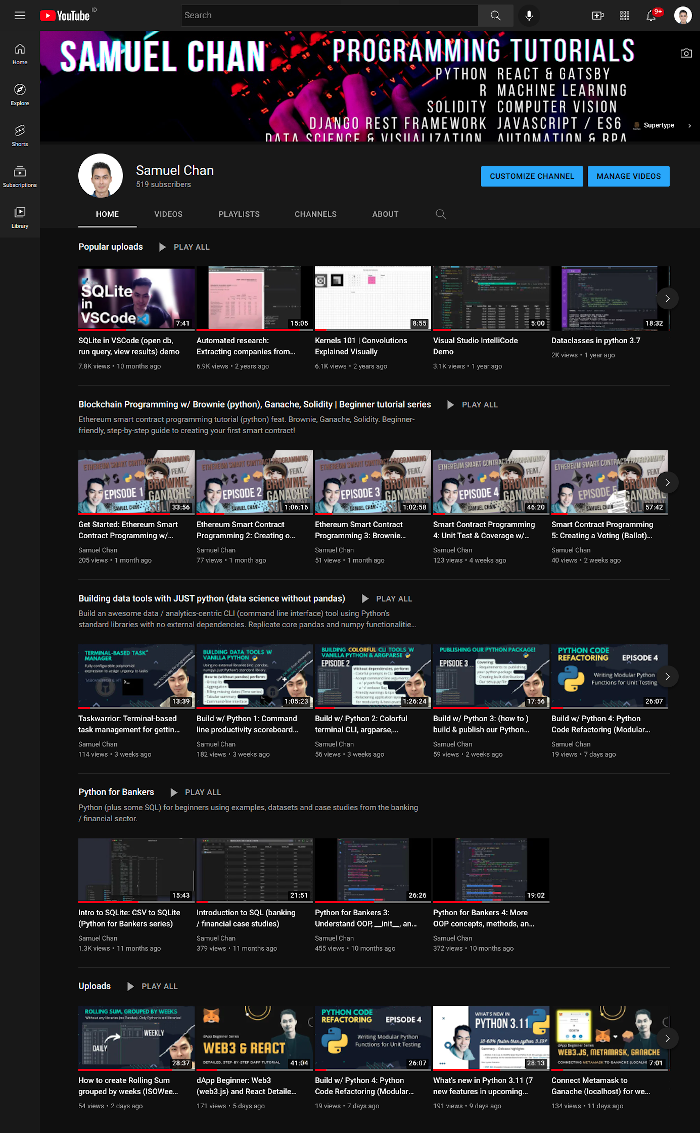 YouTube ID
Search
9+
Home
Explore
Shorts
Subscriptions
Library
SAMUEL CHAN
PROGRAMMING TUTORIALS
PYTHON REACT & GATSBY
R MACHINE LEARNING
SOLIDITY COMPUTER VISION
DJANGO REST FRAMEWORK JAVASCRIPT / ES6
DATA SCIENCE & VISUALIZATION AUTOMATION & RPA
Supertype
Samuel Chan
519 subscribers
CUSTOMIZE CHANNEL
MANAGE VIDEOS
HOME VIDEOS PLAYLISTS CHANNELS ABOUT
Popular uploads PLAY ALL
SQLite
in
VSCode
7:41
15:05
8:55
5:00
18:32
SQLite in VSCode (open db,
run query, view results) demo
7.8K views • 10 months ago
Automated research:
Extracting companies from...
6.9K views • 2 years ago
Kernels 101 | Convolutions
Explained Visually
6.1K views • 2 years ago
Visual Studio IntelliCode
Demo
3.1K views • 1 year ago
Dataclasses in python 3.7
2K views • 1 year ago
Blockchain Programming w/ Brownie (python), Ganache, Solidity | Beginner tutorial series PLAY ALL
Ethereum smart contract programming tutorial (python) feat. Brownie, Ganache, Solidity. Beginner-
friendly, step-by-step guide to creating your first smart contract!
ETHEREUM SMART CONTRACT PROGRAMMING
FEAT.
BROWNIE,
GANACHE
EPISODE 1
SAMUEL CHAN
33:56
EPISODE 2
1:06:16
EPISODE 3
1:02:58
EPISODE 4
46:20
EPISODE 5
57:42
Get Started: Ethereum Smart
Contract Programming w/...
Samuel Chan
205 views • 1 month ago
Ethereum Smart Contract
Programming 2: Creating o...
Samuel Chan
77 views • 1 month ago
Ethereum Smart Contract
Programming 3: Brownie...
Samuel Chan
51 views • 1 month ago
Smart Contract Programming
4: Unit Test & Coverage w/...
Samuel Chan
123 views • 4 weeks ago
Smart Contract Programming
5: Creating a Voting (Ballot)...
Samuel Chan
40 views • 2 weeks ago
Building data tools with JUST python (data science without pandas) PLAY ALL
Build an awesome data / analytics-centric CLI (command line interface) tool using Python's
standard libraries with no external dependencies. Replicate core pandas and numpy functionalitie...
TERMINAL-BASED TASK
MANAGER
13:39
BUILDING DATA TOOLS W/
VANILLA PYTHON
1:05:23
BUILDING COLORFUL CLI TOOLS W/
VANILLA PYTHON & ARGPARSE
EPISODE 2
1:26:24
PUBLISHING OUR PYTHON PACKAGE!
EPISODE 3
17:56
PYTHON CODE
REFACTORING EPISODE 4
Writing Modular Python
Functions for Unit Testing
26:07
Taskwarrior: Terminal-based
task management for gettin...
Samuel Chan
114 views • 3 weeks ago
Build w/ Python 1: Command
line productivity scoreboard...
Samuel Chan
182 views • 3 weeks ago
Build w/ Python 2: Colorful
terminal CLI, argparse,...
Samuel Chan
56 views • 3 weeks ago
Build w/ Python 3: (how to )
build & publish our Python...
Samuel Chan
59 views • 2 weeks ago
Build w/ Python 4: Python
Code Refactoring (Modular...
Samuel Chan
19 views • 7 days ago
Python for Bankers PLAY ALL
Python (plus some SQL) for beginners using examples, datasets and case studies from the banking
/ financial sector.
15:43
21:51
26:26
19:02
Intro to SQLite: CSV to SQLite
(Python for Bankers series)
Samuel Chan
1.3K views • 11 months ago
Introduction to SQL (banking
/ financial case studies)
Samuel Chan
379 views • 11 months ago
Python for Bankers 3:
Understand OOP, __init__, an...
Samuel Chan
455 views • 10 months ago
Python for Bankers 4: More
OOP concepts, methods, an...
Samuel Chan
372 views • 10 months ago
Uploads PLAY ALL
ROLLING SUM, GROUPED BY WEEKS
DAILY
WEEKLY
28:37
dApp Beginner Series
WEB3 & REACT
DETAILED, STEP BY STEP DAPP TUTORIAL
41:04
PYTHON CODE
REFACTORING EPISODE 4
Writing Modular Python
Functions for Unit Testing
26:07
WHAT'S NEW IN
PYTHON 3.11
28:13
dApp Beginner Series
WEB3.JS, METAMASK, GANACHE
7:01
How to create Rolling Sum
grouped by weeks (ISOWee...
54 views • 2 days ago
dApp Beginner: Web3
(web3.js) and React Detaile...
171 views • 5 days ago
Build w/ Python 4: Python
Code Refactoring (Modular...
19 views • 7 days ago
What's new in Python 3.11 (7
new features in upcoming...
191 views • 9 days ago
Connect Metamask to
Ganache (localhost) for we...
134 views • 11 days ago